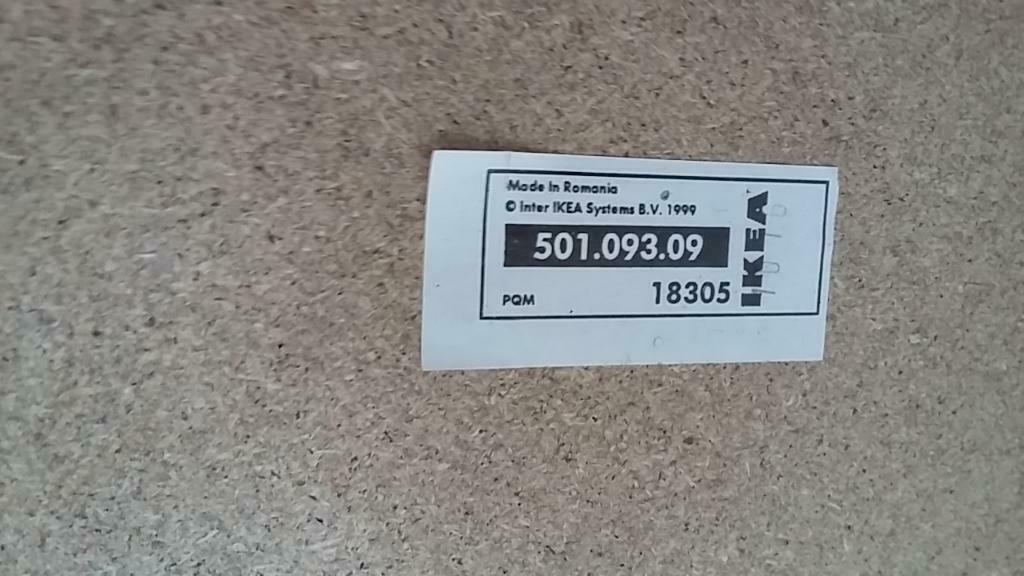 Made In Romania
© Inter IKEA Systems B.V. 1999
501.093.09
PQM 18305
IKEA